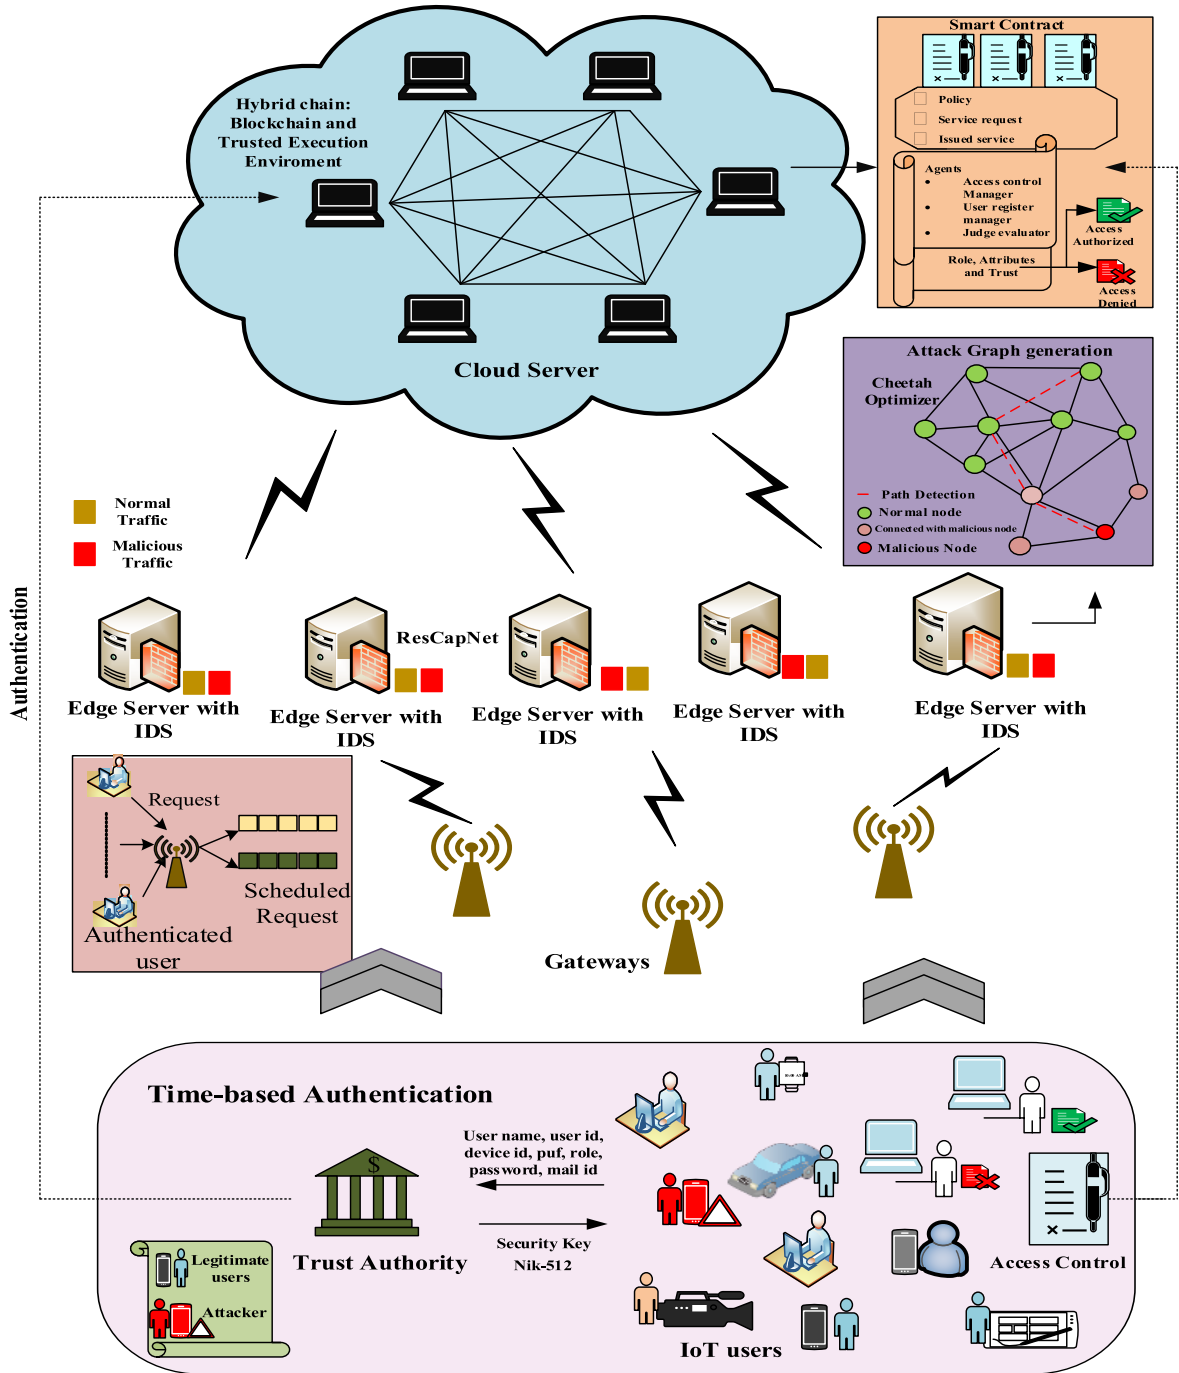 Smart Contract
Policy
Service request
Issued service
Agents
• Access control
Manager
• User register
manager
• Judge evaluator
Role, Attributes
and Trust
Access
Authorized
Access
Denied
Hybrid chain:
Blockchain and
Trusted Execution
Enviroment
Cloud Server
Attack Graph generation
Cheetah
Optimizer
Path Detection
Normal node
Connected with malicious node
Malicious Node
Normal
Traffic
Malicious
Traffic
Authentication
ResCapNet
Edge Server with
IDS
Edge Server with
IDS
Edge Server with
IDS
Edge Server with
IDS
Edge Server with
IDS
Request
Scheduled
Request
Authenticated
user
Gateways
Time-based Authentication
User name, user id,
device id, puf, role,
password, mail id
$
Trust Authority
Security Key
Nik-512
Legitimate
users
Attacker
Access Control
IoT users